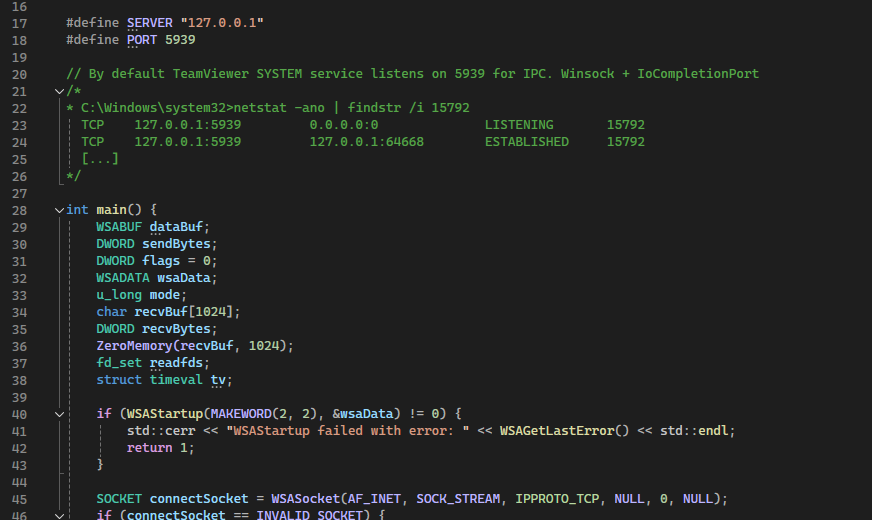 16
17 #define SERVER "127.0.0.1"
18 #define PORT 5939
19
20 // By default TeamViewer SYSTEM service listens on 5939 for IPC. Winsock + IoCompletionPort
21 /*
22 * C:\Windows\system32>netstat -ano | findstr /i 15792
23 TCP 127.0.0.1:5939 0.0.0.0:0 LISTENING 15792
24 TCP 127.0.0.1:5939 127.0.0.1:64668 ESTABLISHED 15792
25 [...]
26 */
27
28 int main() {
29 WSABUF dataBuf;
30 DWORD sendBytes;
31 DWORD flags = 0;
32 WSADATA wsaData;
33 u_long mode;
34 char recvBuf[1024];
35 DWORD recvBytes;
36 ZeroMemory(recvBuf, 1024);
37 fd_set readfds;
38 struct timeval tv;
39
40 if (WSAStartup(MAKEWORD(2, 2), &wsaData) != 0) {
41 std::cerr << "WSAStartup failed with error: " << WSAGetLastError() << std::endl;
42 return 1;
43 }
44
45 SOCKET connectSocket = WSASocket(AF_INET, SOCK_STREAM, IPPROTO_TCP, NULL, 0, NULL);
46 if (connectSocket == INVALID_SOCKET) {